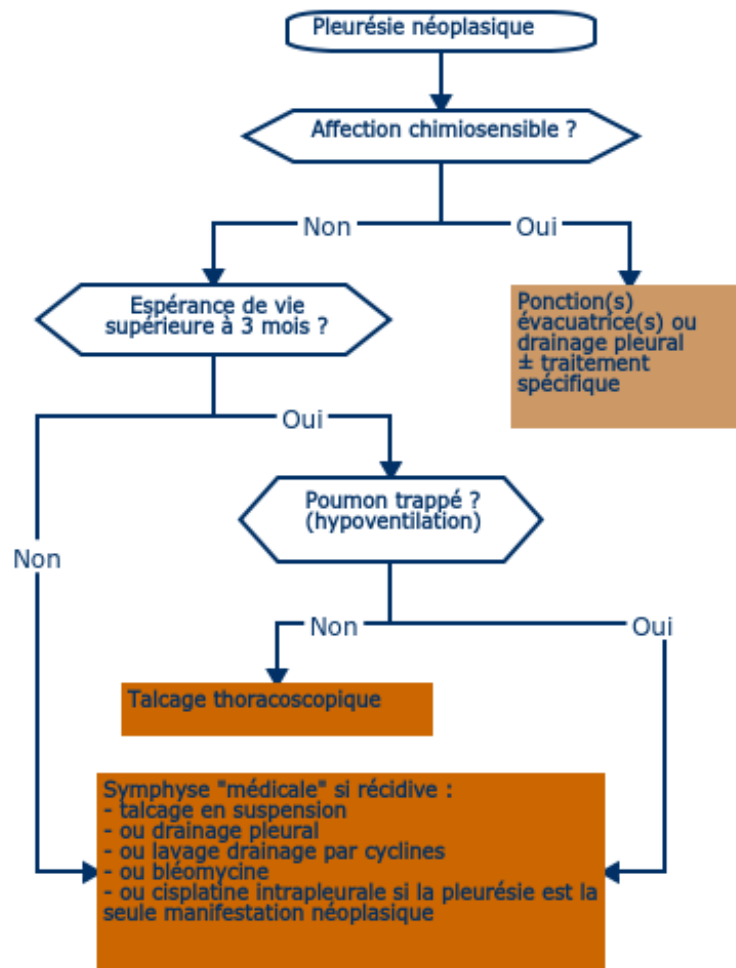 Pleurésie néoplasique
Affection chimiosensible ?
Non
Oui
Espérance de vie
supérieure à 3 mois ?
Ponction(s)
évacuatrice(s) ou
drainage pleural
± traitement
spécifique
Oui
Non
Poumon trappé ?
(hypoventilation)
Non
Oui
Talcage thoracoscopique
Symphyse "médicale" si récidive :
- talcage en suspension
- ou drainage pleural
- ou lavage drainage par cyclines
- ou bléomycine
- ou cisplatine intrapleurale si la pleurésie est la
seule manifestation néoplasique